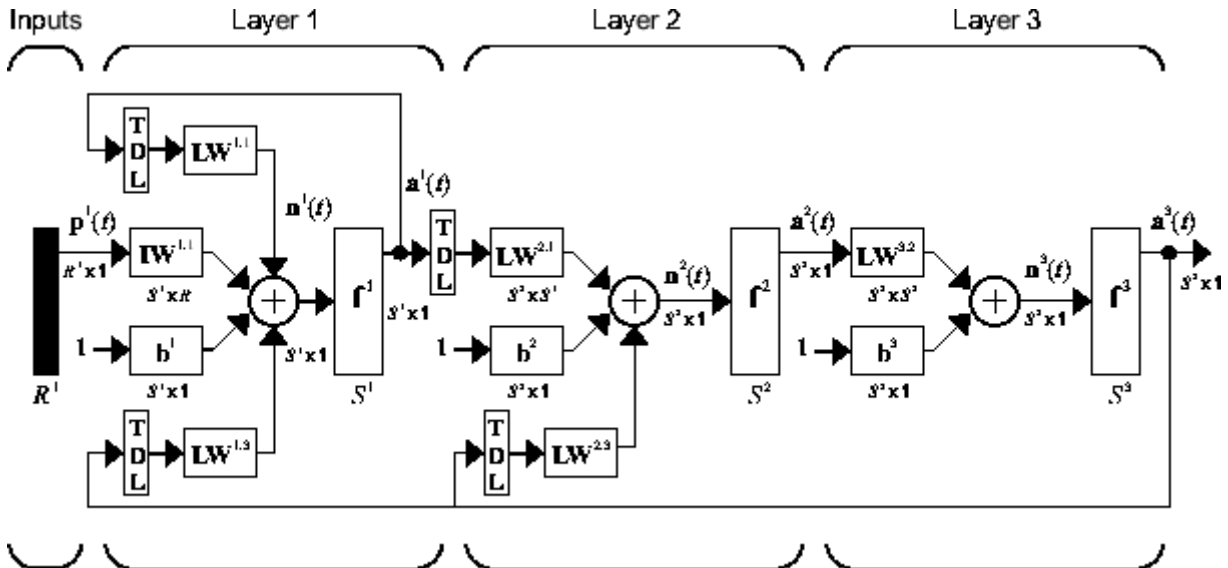 Inputs
Layer 1
Layer 2
Layer 3
T D L
LW¹·¹
p¹(t)
R¹x1
IW¹·¹
S¹xR
1
b¹
S¹x1
R¹
T D L
LW¹·³
n¹(t)
S¹x1
f¹
S¹
a¹(t)
S¹x1
T D L
LW²·¹
S²xS¹
1
b²
S²x1
T D L
LW²·³
n²(t)
S²x1
f²
S²
a²(t)
S²x1
LW³·²
1
b³
S³x1
n³(t)
S³x1
f³
S³
a³(t)
S³x1